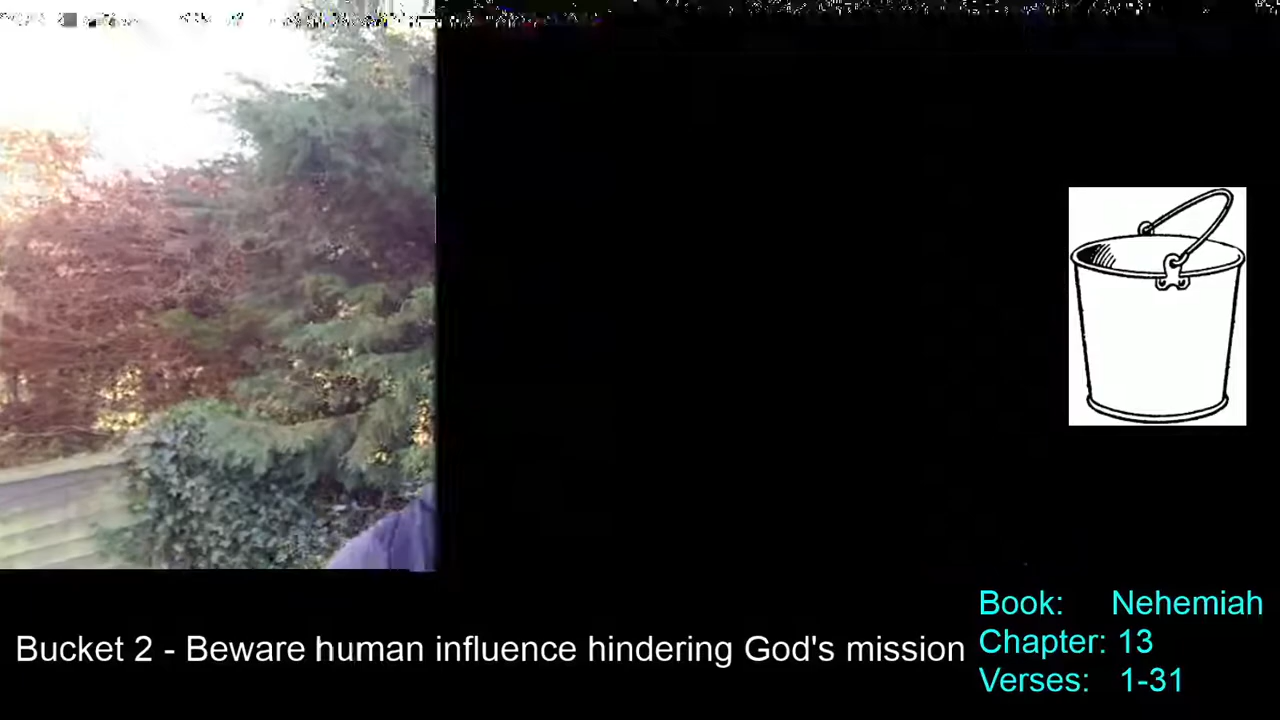 Bucket 2 - Beware human influence hindering God's mission
Book: Nehemiah
Chapter: 13
Verses: 1-31